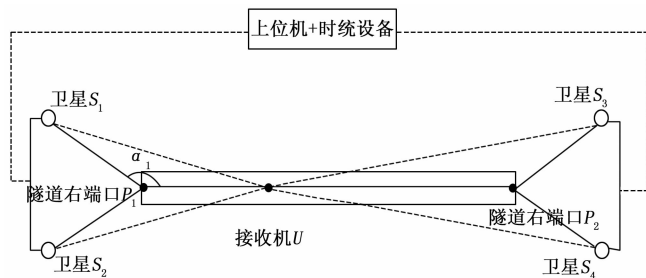 上位机+时统设备
卫星S₁
卫星S₃
α₁
隧道右端口P₁
隧道右端口P₂
接收机U
卫星S₂
卫星S₄